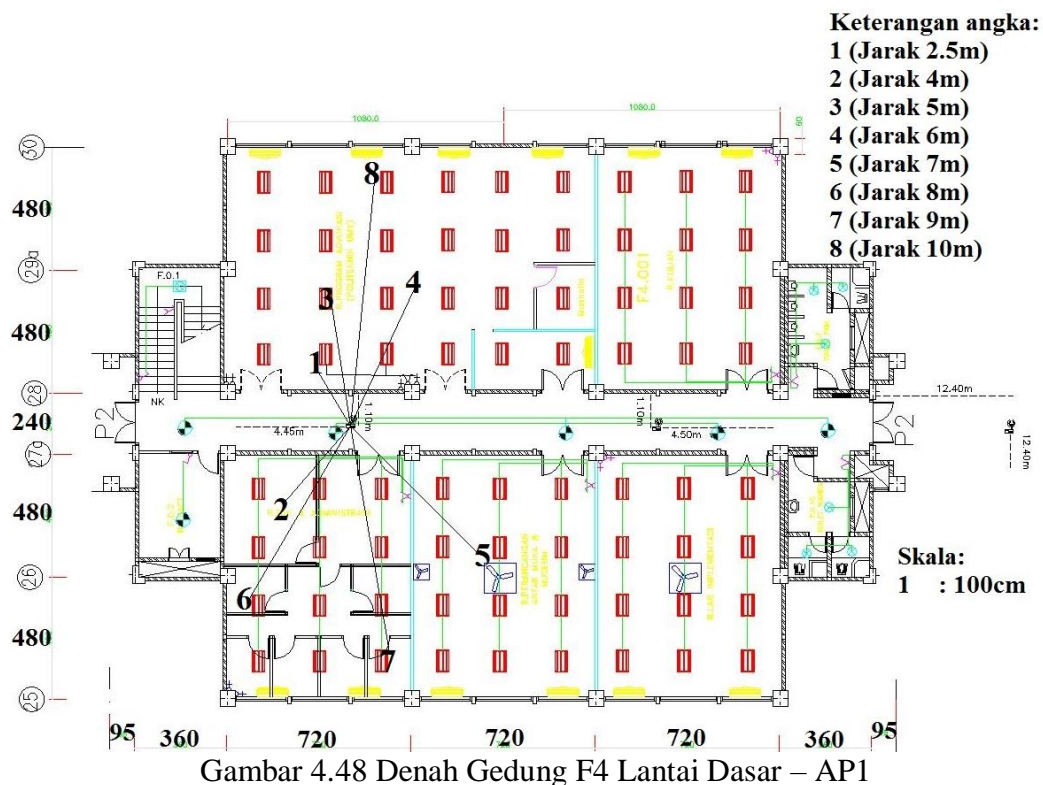 Keterangan angka:
1 (Jarak 2.5m)
2 (Jarak 4m)
3 (Jarak 5m)
4 (Jarak 6m)
5 (Jarak 7m)
6 (Jarak 8m)
7 (Jarak 9m)
8 (Jarak 10m)
1080.0
1080.0
60
30
480
8
29a
F.0.1
480
3
4
F4.001
Musholla
1
28
NK
12.40m
240
P2
4.45m
1.10m
1.10m
4.50m
P2
12.40m
27a
480
2
5
26
6
Skala:
1 : 100cm
480
7
25
95
360
720
720
720
360
95
Gambar 4.48 Denah Gedung F4 Lantai Dasar – AP1